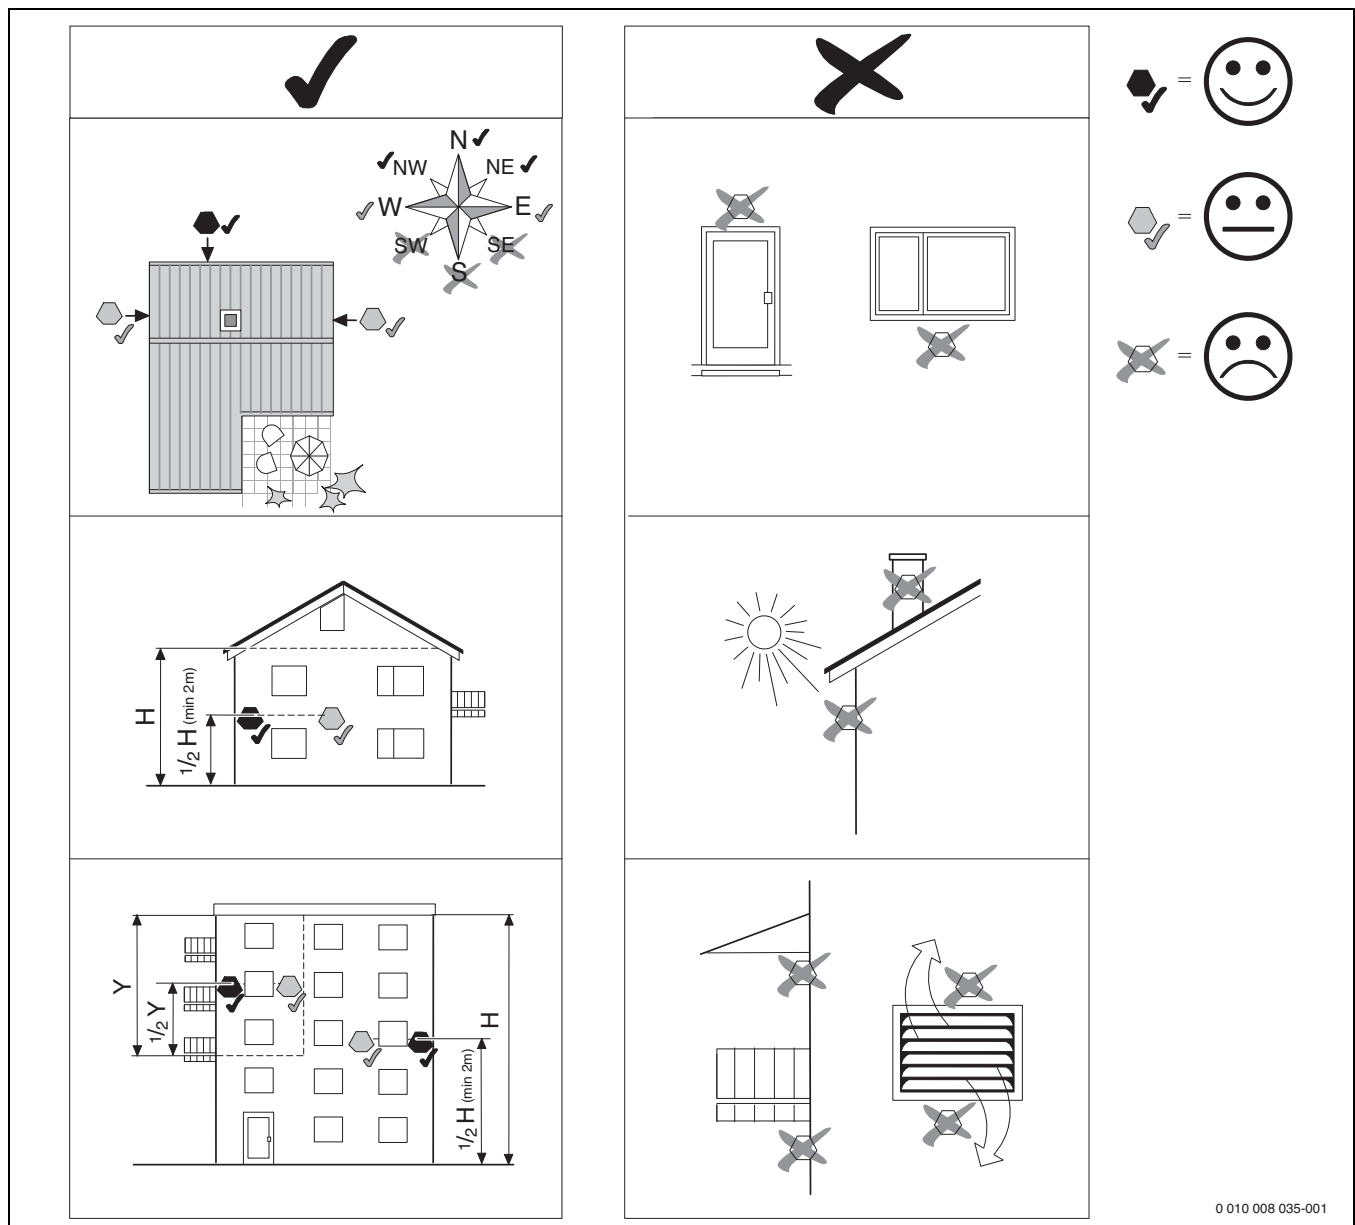 N
NW
NE
W
E
SW
SE
S
=
=
=
H
1/2 H (min 2m)
Y
1/2 Y
H
1/2 H (min 2m)
0 010 008 035-001